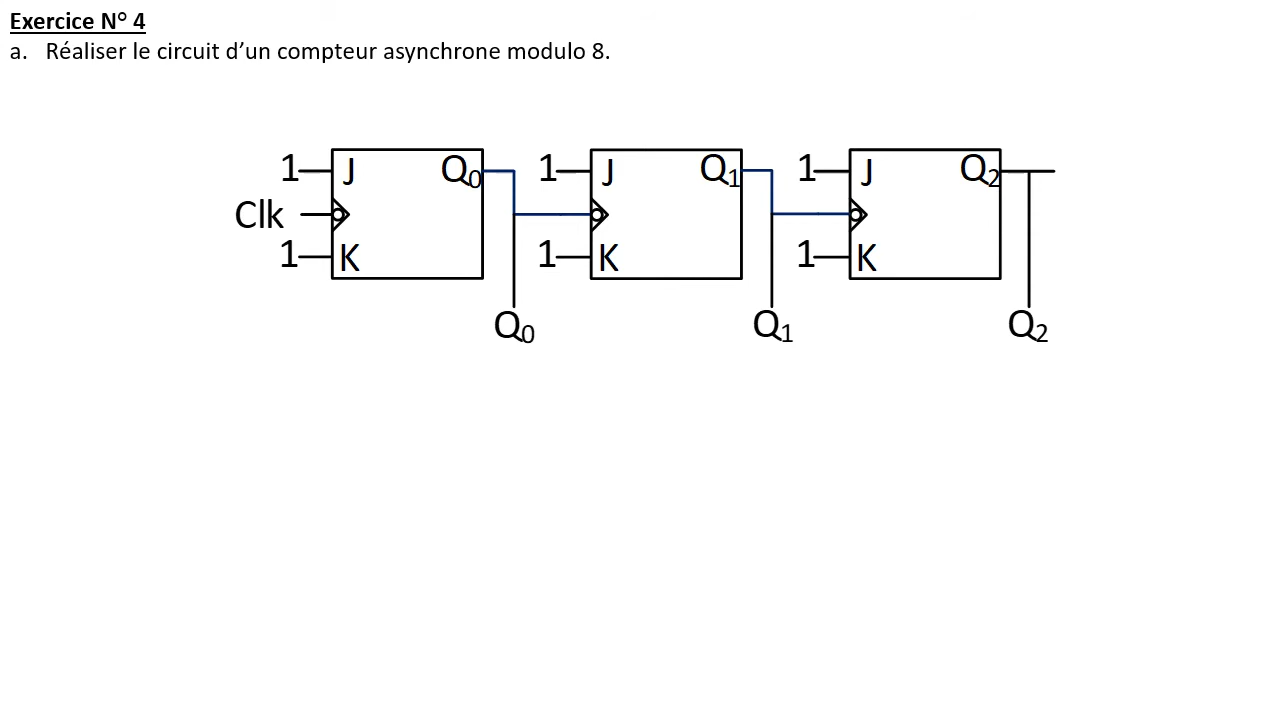 Exercice N° 4
a. Réaliser le circuit d’un compteur asynchrone modulo 8.
1 J Q₀ 1 J Q₁ 1 J Q₂
Clk
1 K 1 K 1 K
Q₀ Q₁ Q₂